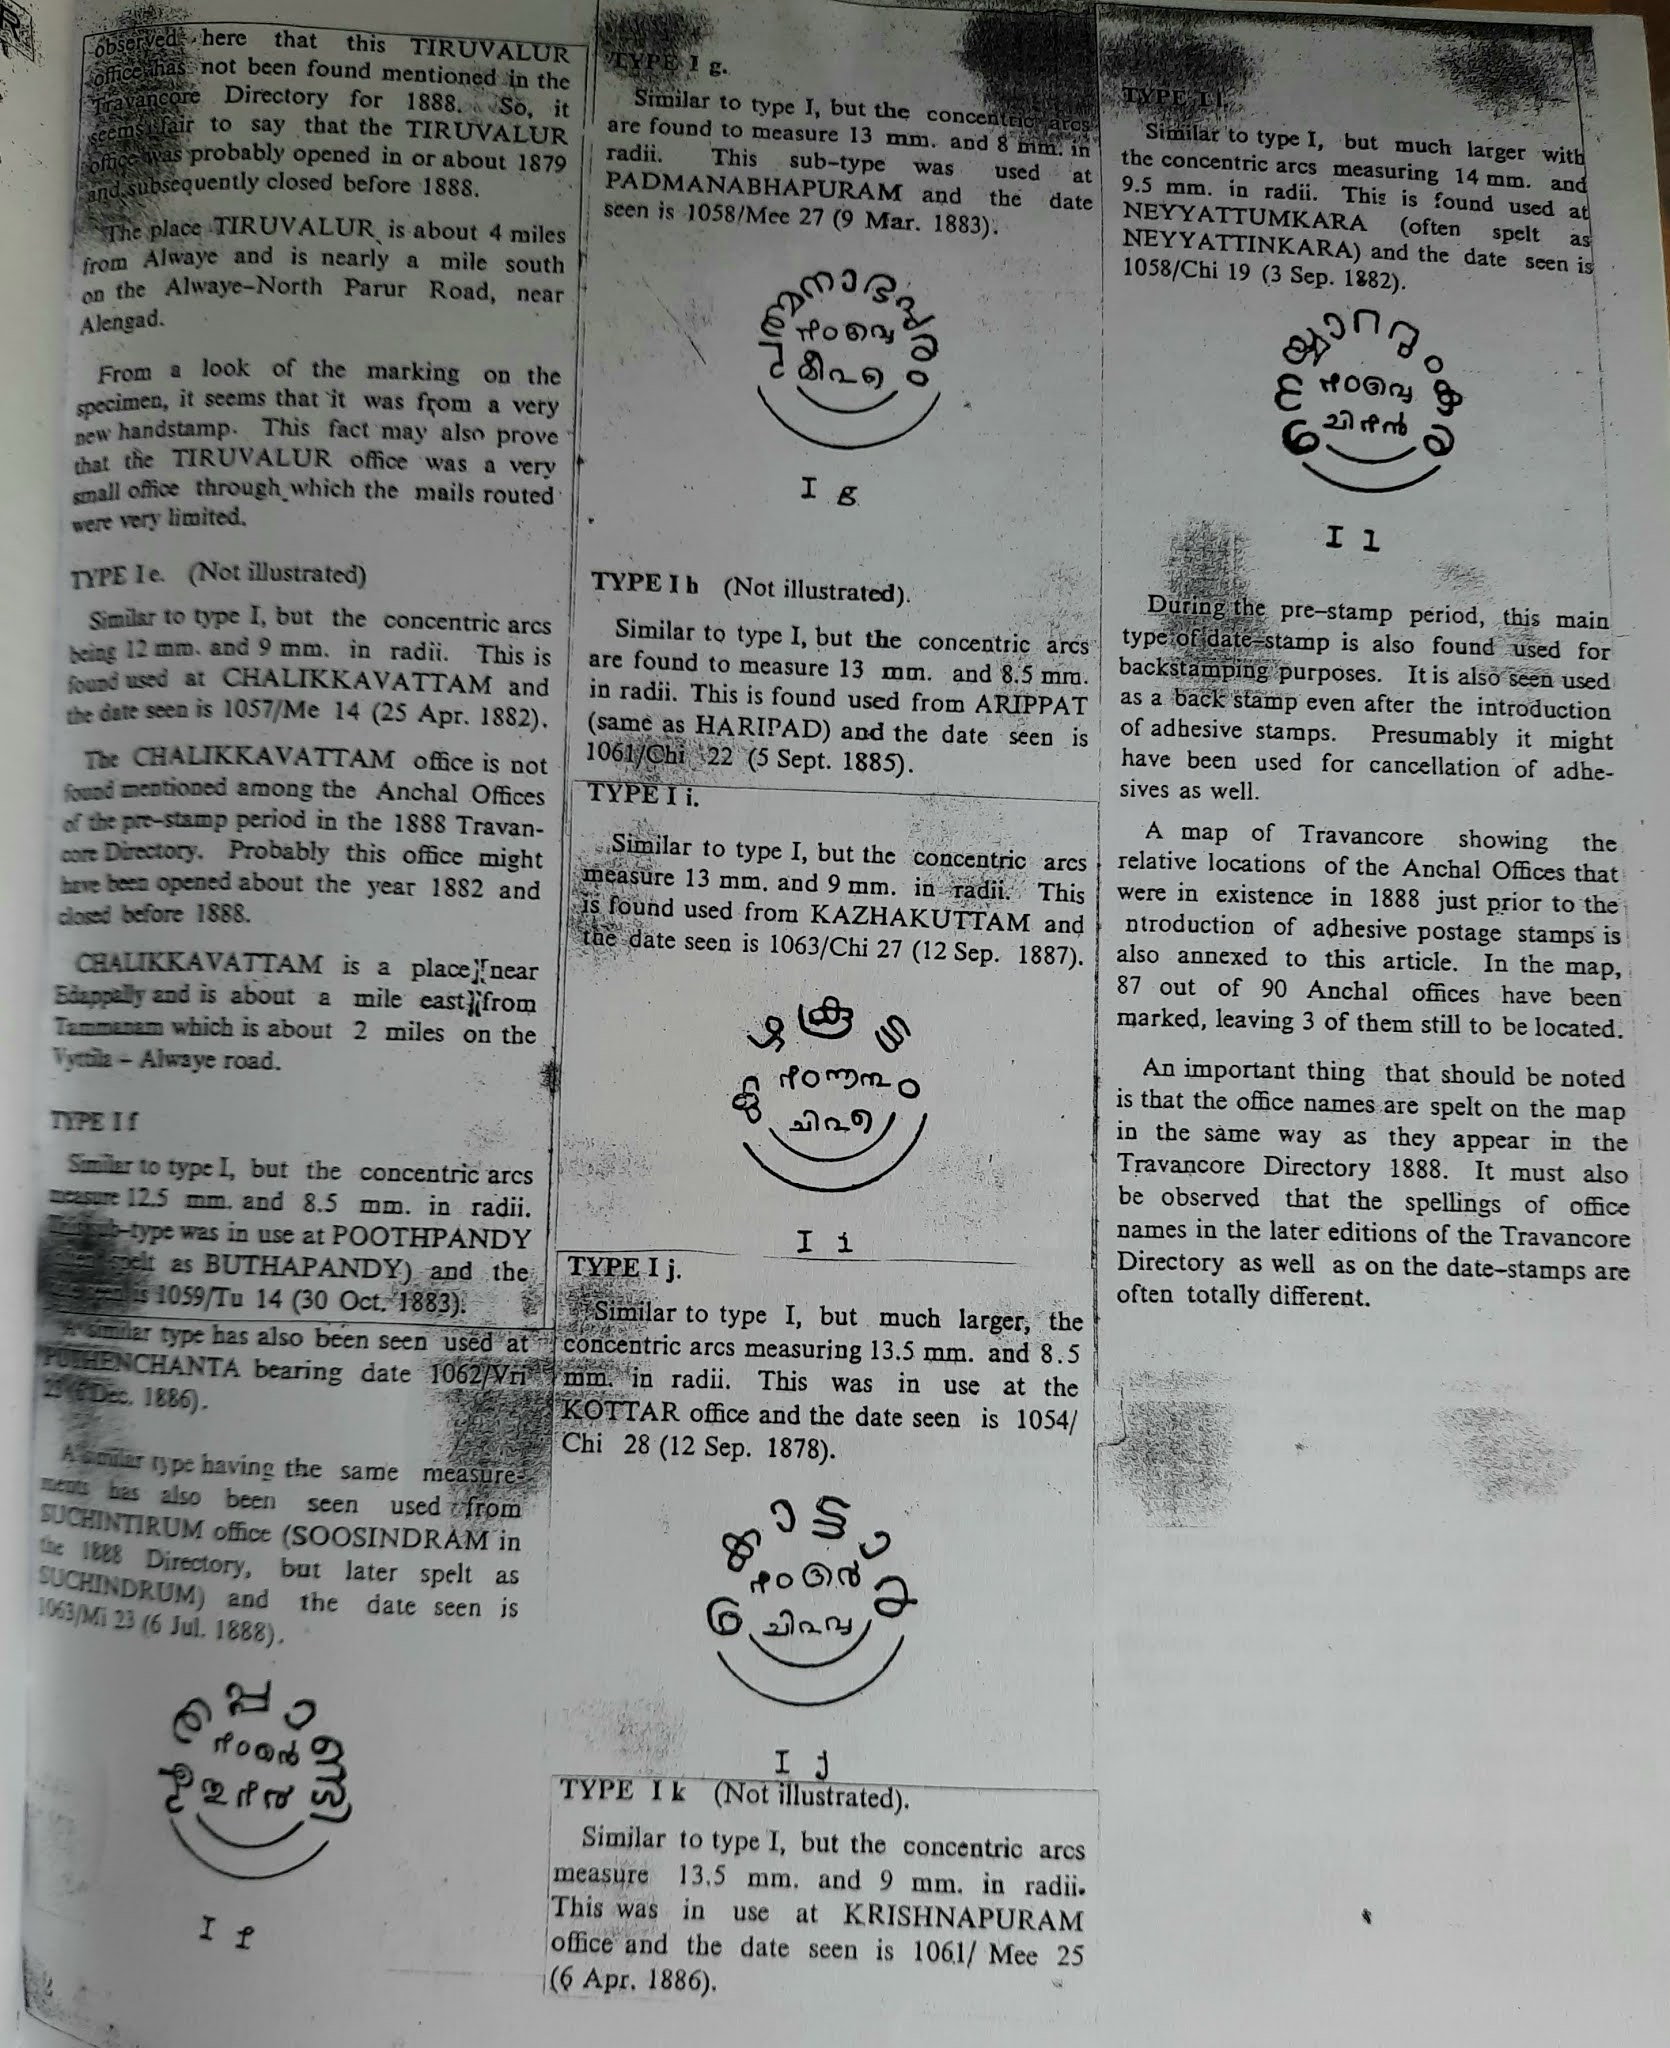 observed here that this TIRUVALUR
office has not been found mentioned in the
Travancore Directory for 1888. So, it
seems fair to say that the TIRUVALUR
office was probably opened in or about 1879
and subsequently closed before 1888.
The place TIRUVALUR is about 4 miles
from Alwaye and is nearly a mile south
on the Alwaye–North Parur Road, near
Alengad.
From a look of the marking on the
specimen, it seems that it was from a very
new handstamp. This fact may also prove
that the TIRUVALUR office was a very
small office through which the mails routed
were very limited.
TYPE I e. (Not illustrated)
Similar to type I, but the concentric arcs
being 12 mm. and 9 mm. in radii. This is
found used at CHALIKKAVATTAM and
the date seen is 1057/Me 14 (25 Apr. 1882).
The CHALIKKAVATTAM office is not
found mentioned among the Anchal Offices
of the pre–stamp period in the 1888 Travan-
core Directory. Probably this office might
have been opened about the year 1882 and
closed before 1888.
CHALIKKAVATTAM is a place near
Edappally and is about a mile east from
Tammanam which is about 2 miles on the
Vyttila – Alwaye road.
TYPE I f
Similar to type I, but the concentric arcs
measure 12.5 mm. and 8.5 mm. in radii.
sub–type was in use at POOTHPANDY
spelt as BUTHAPANDY) and the
is 1059/Tu 14 (30 Oct. 1883).
A similar type has also been seen used at
PUTHENCHANTA bearing date 1062/Vri
Dec. 1886).
A similar type having the same measure-
ments has also been seen used from
SUCHINTIRUM office (SOOSINDRAM in
the 1888 Directory, but later spelt as
SUCHINDRUM) and the date seen is
1063/Mi 23 (6 Jul. 1888).
I f
TYPE I g.
Similar to type I, but the concentric arcs
are found to measure 13 mm. and 8 mm. in
radii. This sub-type was used at
PADMANABHAPURAM and the date
seen is 1058/Mee 27 (9 Mar. 1883).
൧൦൫൮
I g
TYPE I h (Not illustrated).
Similar to type I, but the concentric arcs
are found to measure 13 mm. and 8.5 mm.
in radii. This is found used from ARIPPAT
(same as HARIPAD) and the date seen is
1061/Chi 22 (5 Sept. 1885).
TYPE I i.
Similar to type I, but the concentric arcs
measure 13 mm. and 9 mm. in radii. This
is found used from KAZHAKUTTAM and
the date seen is 1063/Chi 27 (12 Sep. 1887).
ചി൨൭
I i
TYPE I j.
Similar to type I, but much larger, the
concentric arcs measuring 13.5 mm. and 8.5
mm. in radii. This was in use at the
KOTTAR office and the date seen is 1054/
Chi 28 (12 Sep. 1878).
ചി൨൮
I j
TYPE I k (Not illustrated).
Similar to type I, but the concentric arcs
measure 13.5 mm. and 9 mm. in radii.
This was in use at KRISHNAPURAM
office and the date seen is 1061/ Mee 25
(6 Apr. 1886).
TYPE I l.
Similar to type I, but much larger with
the concentric arcs measuring 14 mm. and
9.5 mm. in radii. This is found used at
NEYYATTUMKARA (often spelt as
NEYYATTINKARA) and the date seen is
1058/Chi 19 (3 Sep. 1882).
൧൦൫൮
ചി൧൯
I l
During the pre–stamp period, this main
type of date–stamp is also found used for
backstamping purposes. It is also seen used
as a back stamp even after the introduction
of adhesive stamps. Presumably it might
have been used for cancellation of adhe-
sives as well.
A map of Travancore showing the
relative locations of the Anchal Offices that
were in existence in 1888 just prior to the
ntroduction of adhesive postage stamps is
also annexed to this article. In the map,
87 out of 90 Anchal offices have been
marked, leaving 3 of them still to be located.
An important thing that should be noted
is that the office names are spelt on the map
in the same way as they appear in the
Travancore Directory 1888. It must also
be observed that the spellings of office
names in the later editions of the Travancore
Directory as well as on the date–stamps are
often totally different.